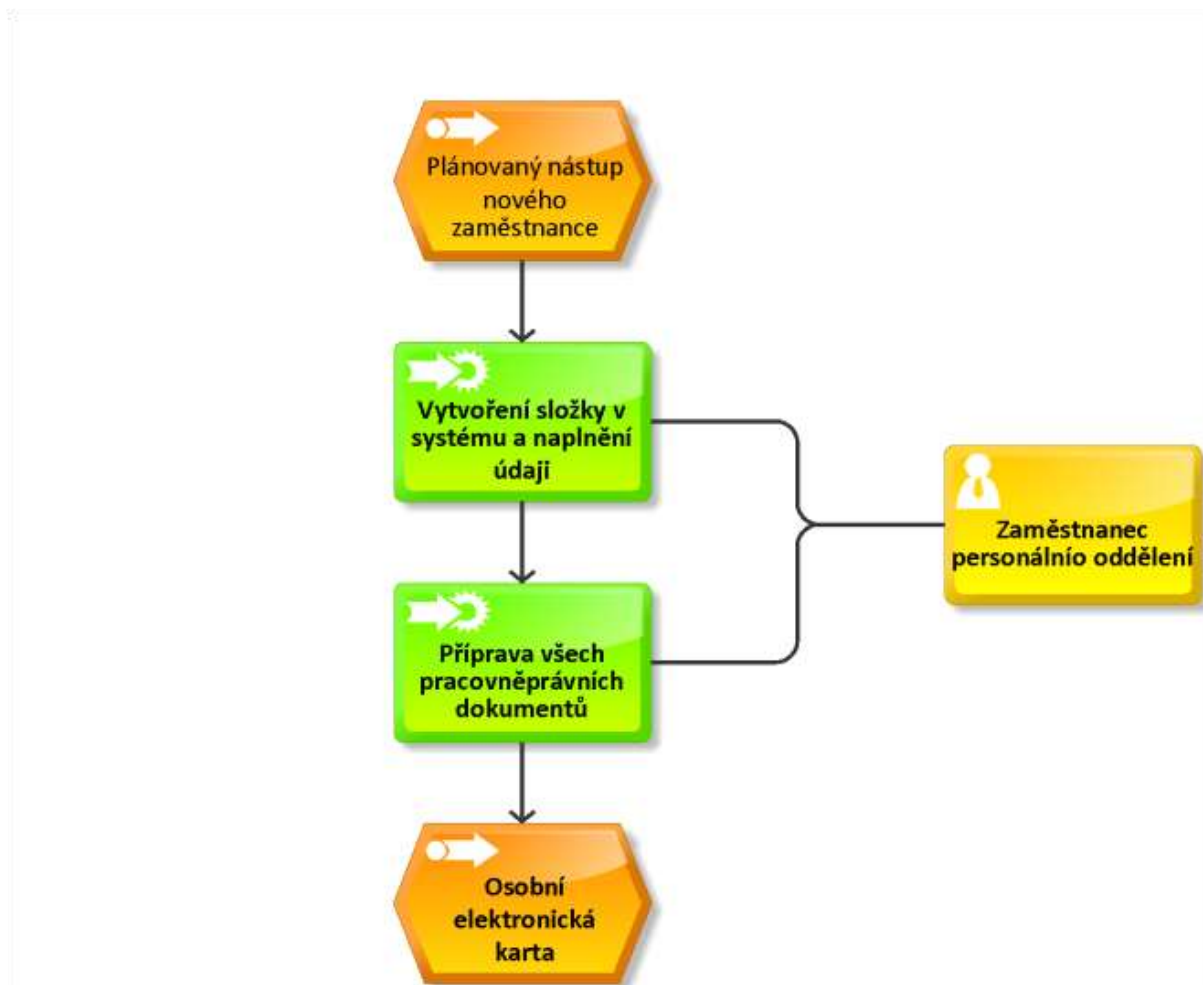 Plánovaný nástup
nového
zaměstnance
Vytvoření složky v
systému a naplnění
údaji
Zaměstnanec
personálnío oddělení
Příprava všech
pracovněprávních
dokumentů
Osobní
elektronická
karta